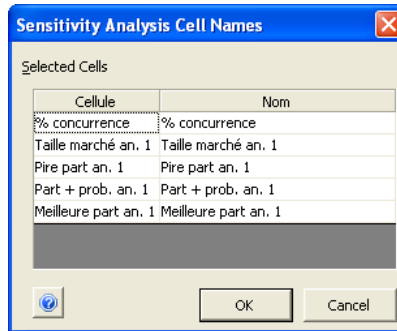 Sensitivity Analysis Cell Names
Selected Cells
Cellule Nom
% concurrence % concurrence
Taille marché an. 1 Taille marché an. 1
Pire part an. 1 Pire part an. 1
Part + prob. an. 1 Part + prob. an. 1
Meilleure part an. 1 Meilleure part an. 1
? OK Cancel